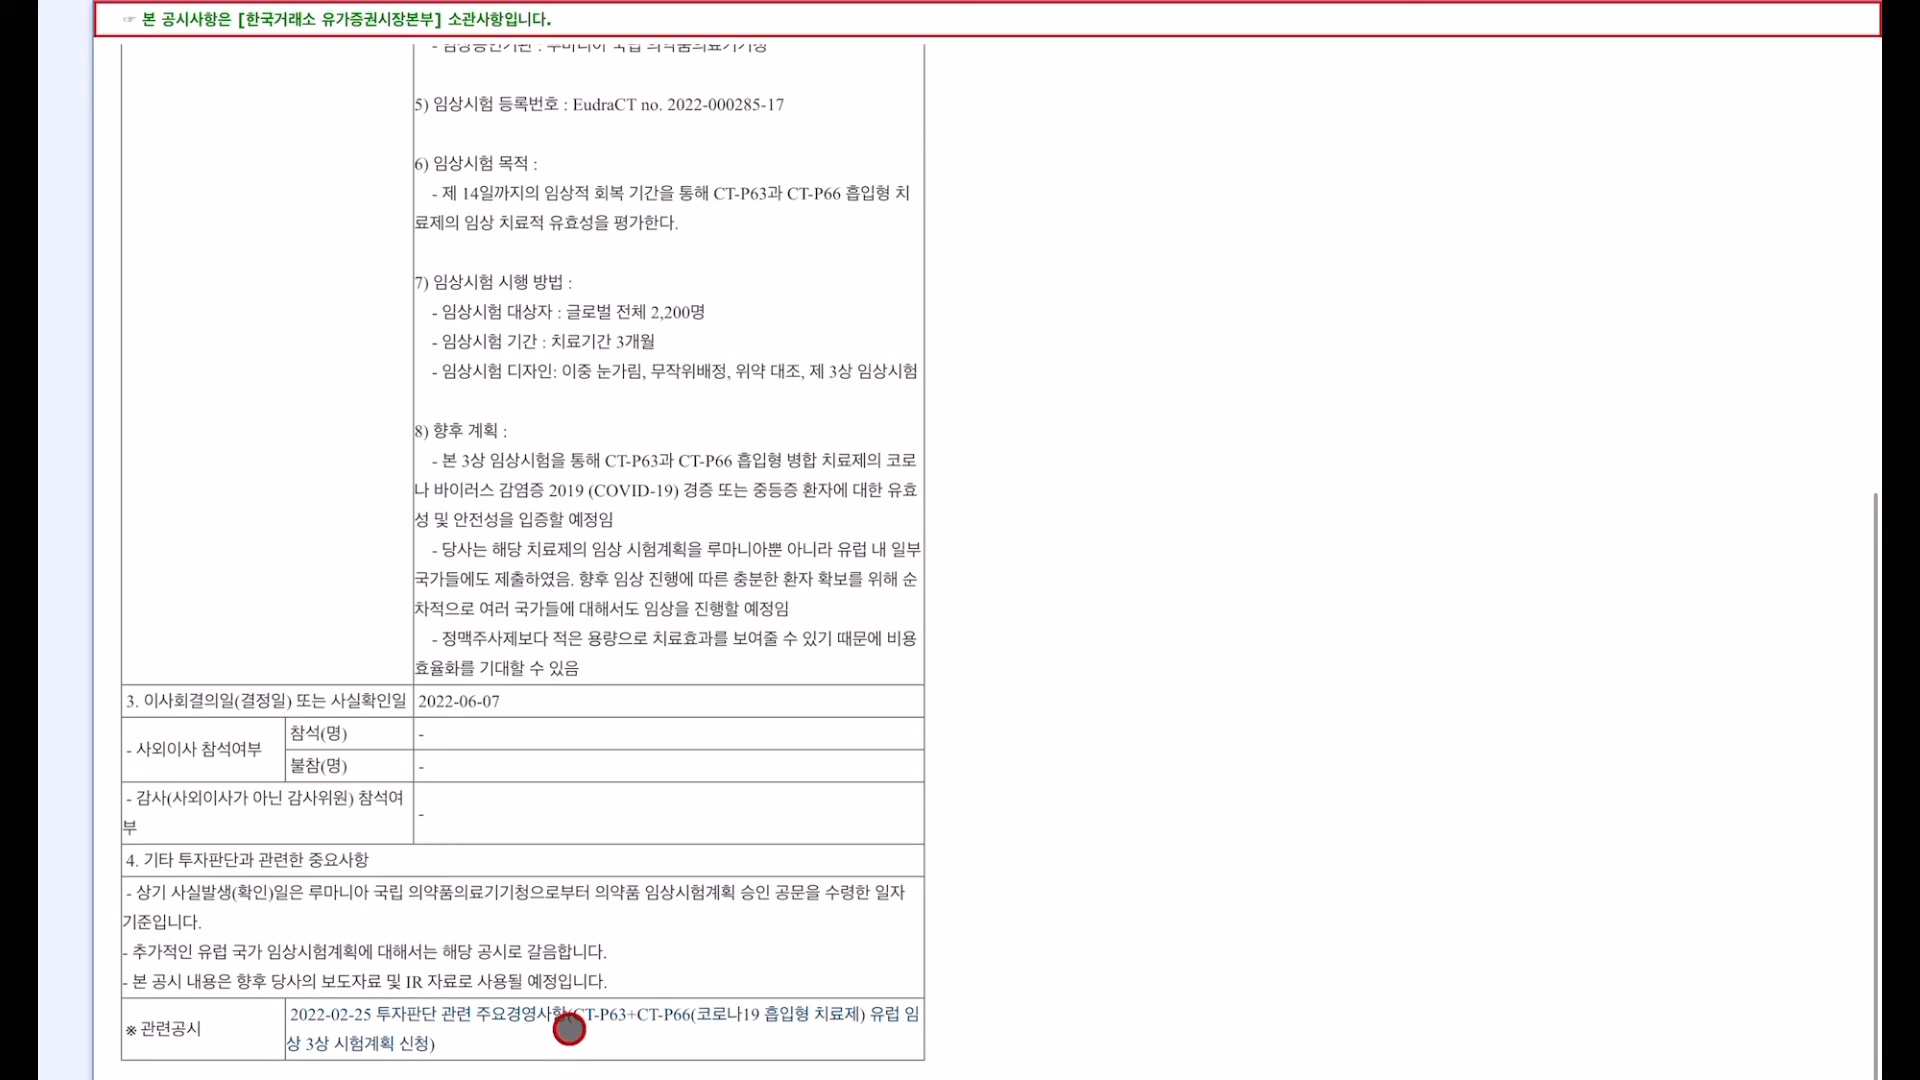 ☞ 본 공시사항은 [한국거래소 유가증권시장본부] 소관사항입니다.
- 임상승인기관 : 루마니아 국립 의약품의료기기청
5) 임상시험 등록번호 : EudraCT no. 2022-000285-17
6) 임상시험 목적 :
- 제 14일까지의 임상적 회복 기간을 통해 CT-P63과 CT-P66 흡입형 치
료제의 임상 치료적 유효성을 평가한다.
7) 임상시험 시행 방법 :
- 임상시험 대상자 : 글로벌 전체 2,200명
- 임상시험 기간 : 치료기간 3개월
- 임상시험 디자인: 이중 눈가림, 무작위배정, 위약 대조, 제 3상 임상시험
8) 향후 계획 :
- 본 3상 임상시험을 통해 CT-P63과 CT-P66 흡입형 병합 치료제의 코로
나 바이러스 감염증 2019 (COVID-19) 경증 또는 중등증 환자에 대한 유효
성 및 안전성을 입증할 예정임
- 당사는 해당 치료제의 임상 시험계획을 루마니아뿐 아니라 유럽 내 일부
국가들에도 제출하였음. 향후 임상 진행에 따른 충분한 환자 확보를 위해 순
차적으로 여러 국가들에 대해서도 임상을 진행할 예정임
- 정맥주사제보다 적은 용량으로 치료효과를 보여줄 수 있기 때문에 비용
효율화를 기대할 수 있음
3. 이사회결의일(결정일) 또는 사실확인일 2022-06-07
- 사외이사 참석여부
참석(명) -
불참(명) -
- 감사(사외이사가 아닌 감사위원) 참석여
부
-
4. 기타 투자판단과 관련한 중요사항
- 상기 사실발생(확인)일은 루마니아 국립 의약품의료기기청으로부터 의약품 임상시험계획 승인 공문을 수령한 일자
기준입니다.
- 추가적인 유럽 국가 임상시험계획에 대해서는 해당 공시로 갈음합니다.
- 본 공시 내용은 향후 당사의 보도자료 및 IR 자료로 사용될 예정입니다.
※ 관련공시
2022-02-25 투자판단 관련 주요경영사항(CT-P63+CT-P66(코로나19 흡입형 치료제) 유럽 임
상 3상 시험계획 신청)